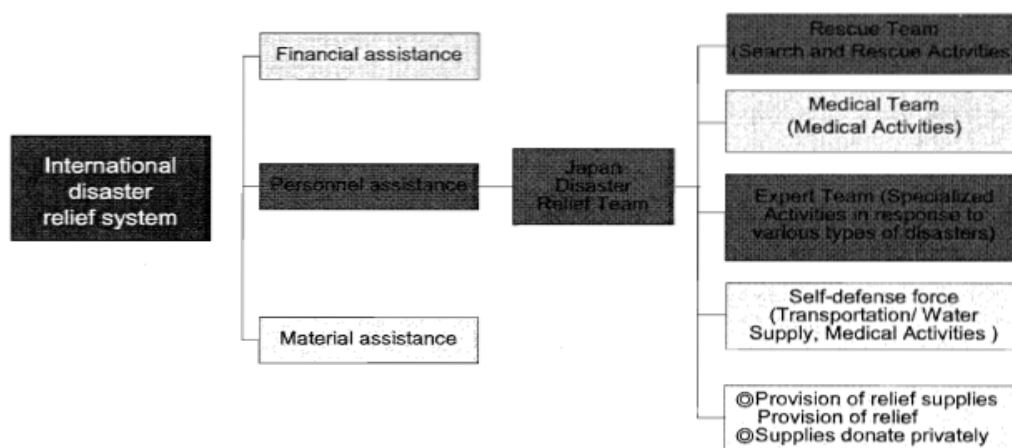 International
disaster
relief system
Financial assistance
Personnel assistance
Material assistance
Japan
Disaster
Relief Team
Rescue Team
(Search and Rescue Activities
Medical Team
(Medical Activities)
Expert Team (Specialized
Activities in response to
various types of disasters)
Self-defense force
(Transportation/ Water
Supply, Medical Activities )
◎Provision of relief supplies
Provision of relief
◎Supplies donate privately